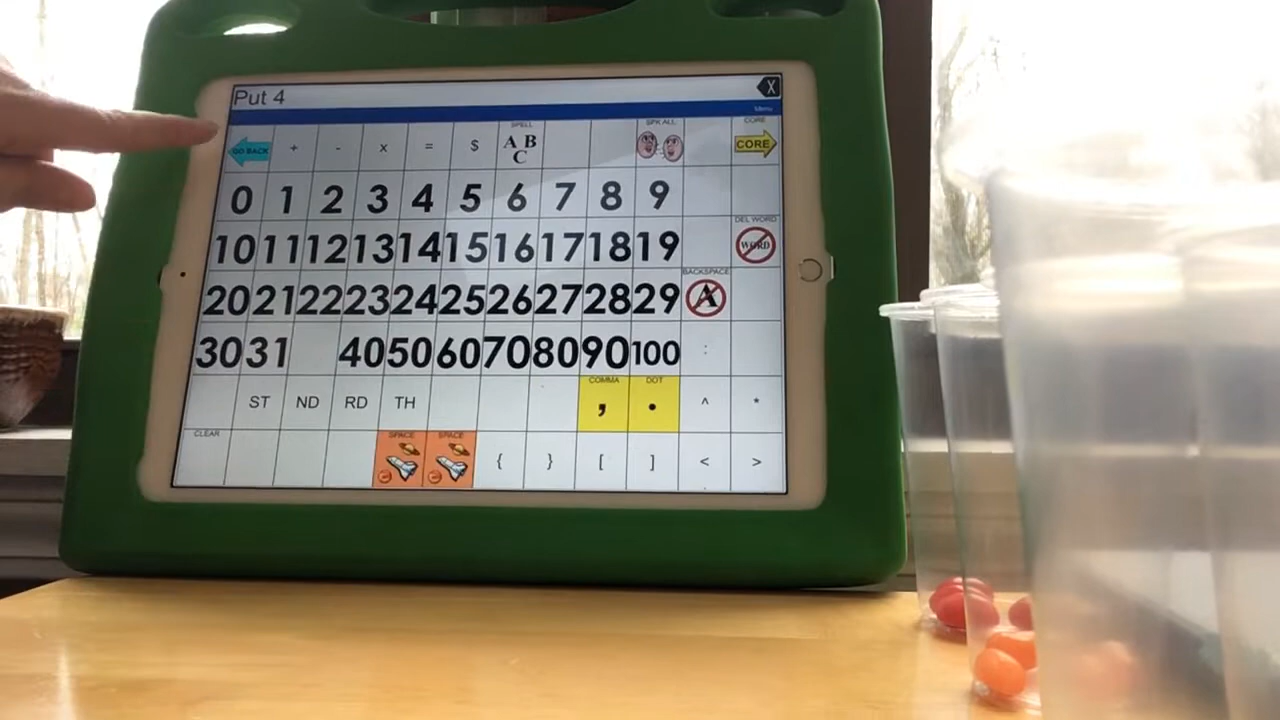 Put 4
X
Menu
SPELL SPK ALL CORE
GO BACK + - x = $ A B C CORE
0 1 2 3 4 5 6 7 8 9
DEL WORD
10 11 12 13 14 15 16 17 18 19 WORD
BACKSPACE
20 21 22 23 24 25 26 27 28 29 A
30 31 40 50 60 70 80 90 100 :
COMMA DOT
ST ND RD TH , . ^ *
CLEAR SPACE SPACE
{ } [ ] < >